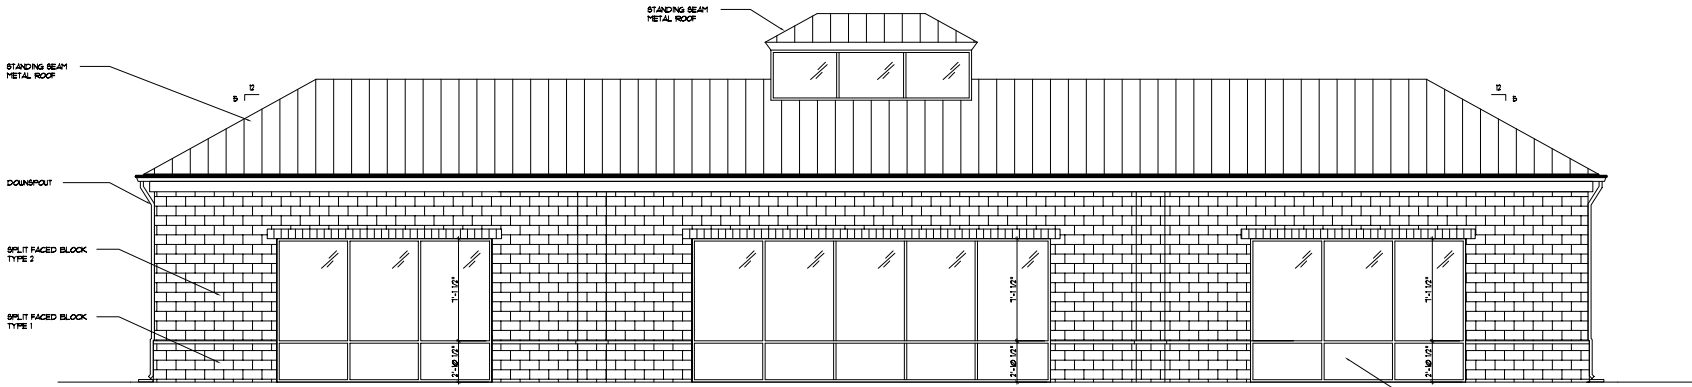 STANDING SEAM
METAL ROOF
STANDING SEAM
METAL ROOF
12
5
12
5
DOWNSPOUT
SPLIT FACED BLOCK
TYPE 2
SPLIT FACED BLOCK
TYPE 1
7'-1 1/2"
7'-1 1/2"
7'-1 1/2"
2'-10 1/2"
2'-10 1/2"
2'-10 1/2"